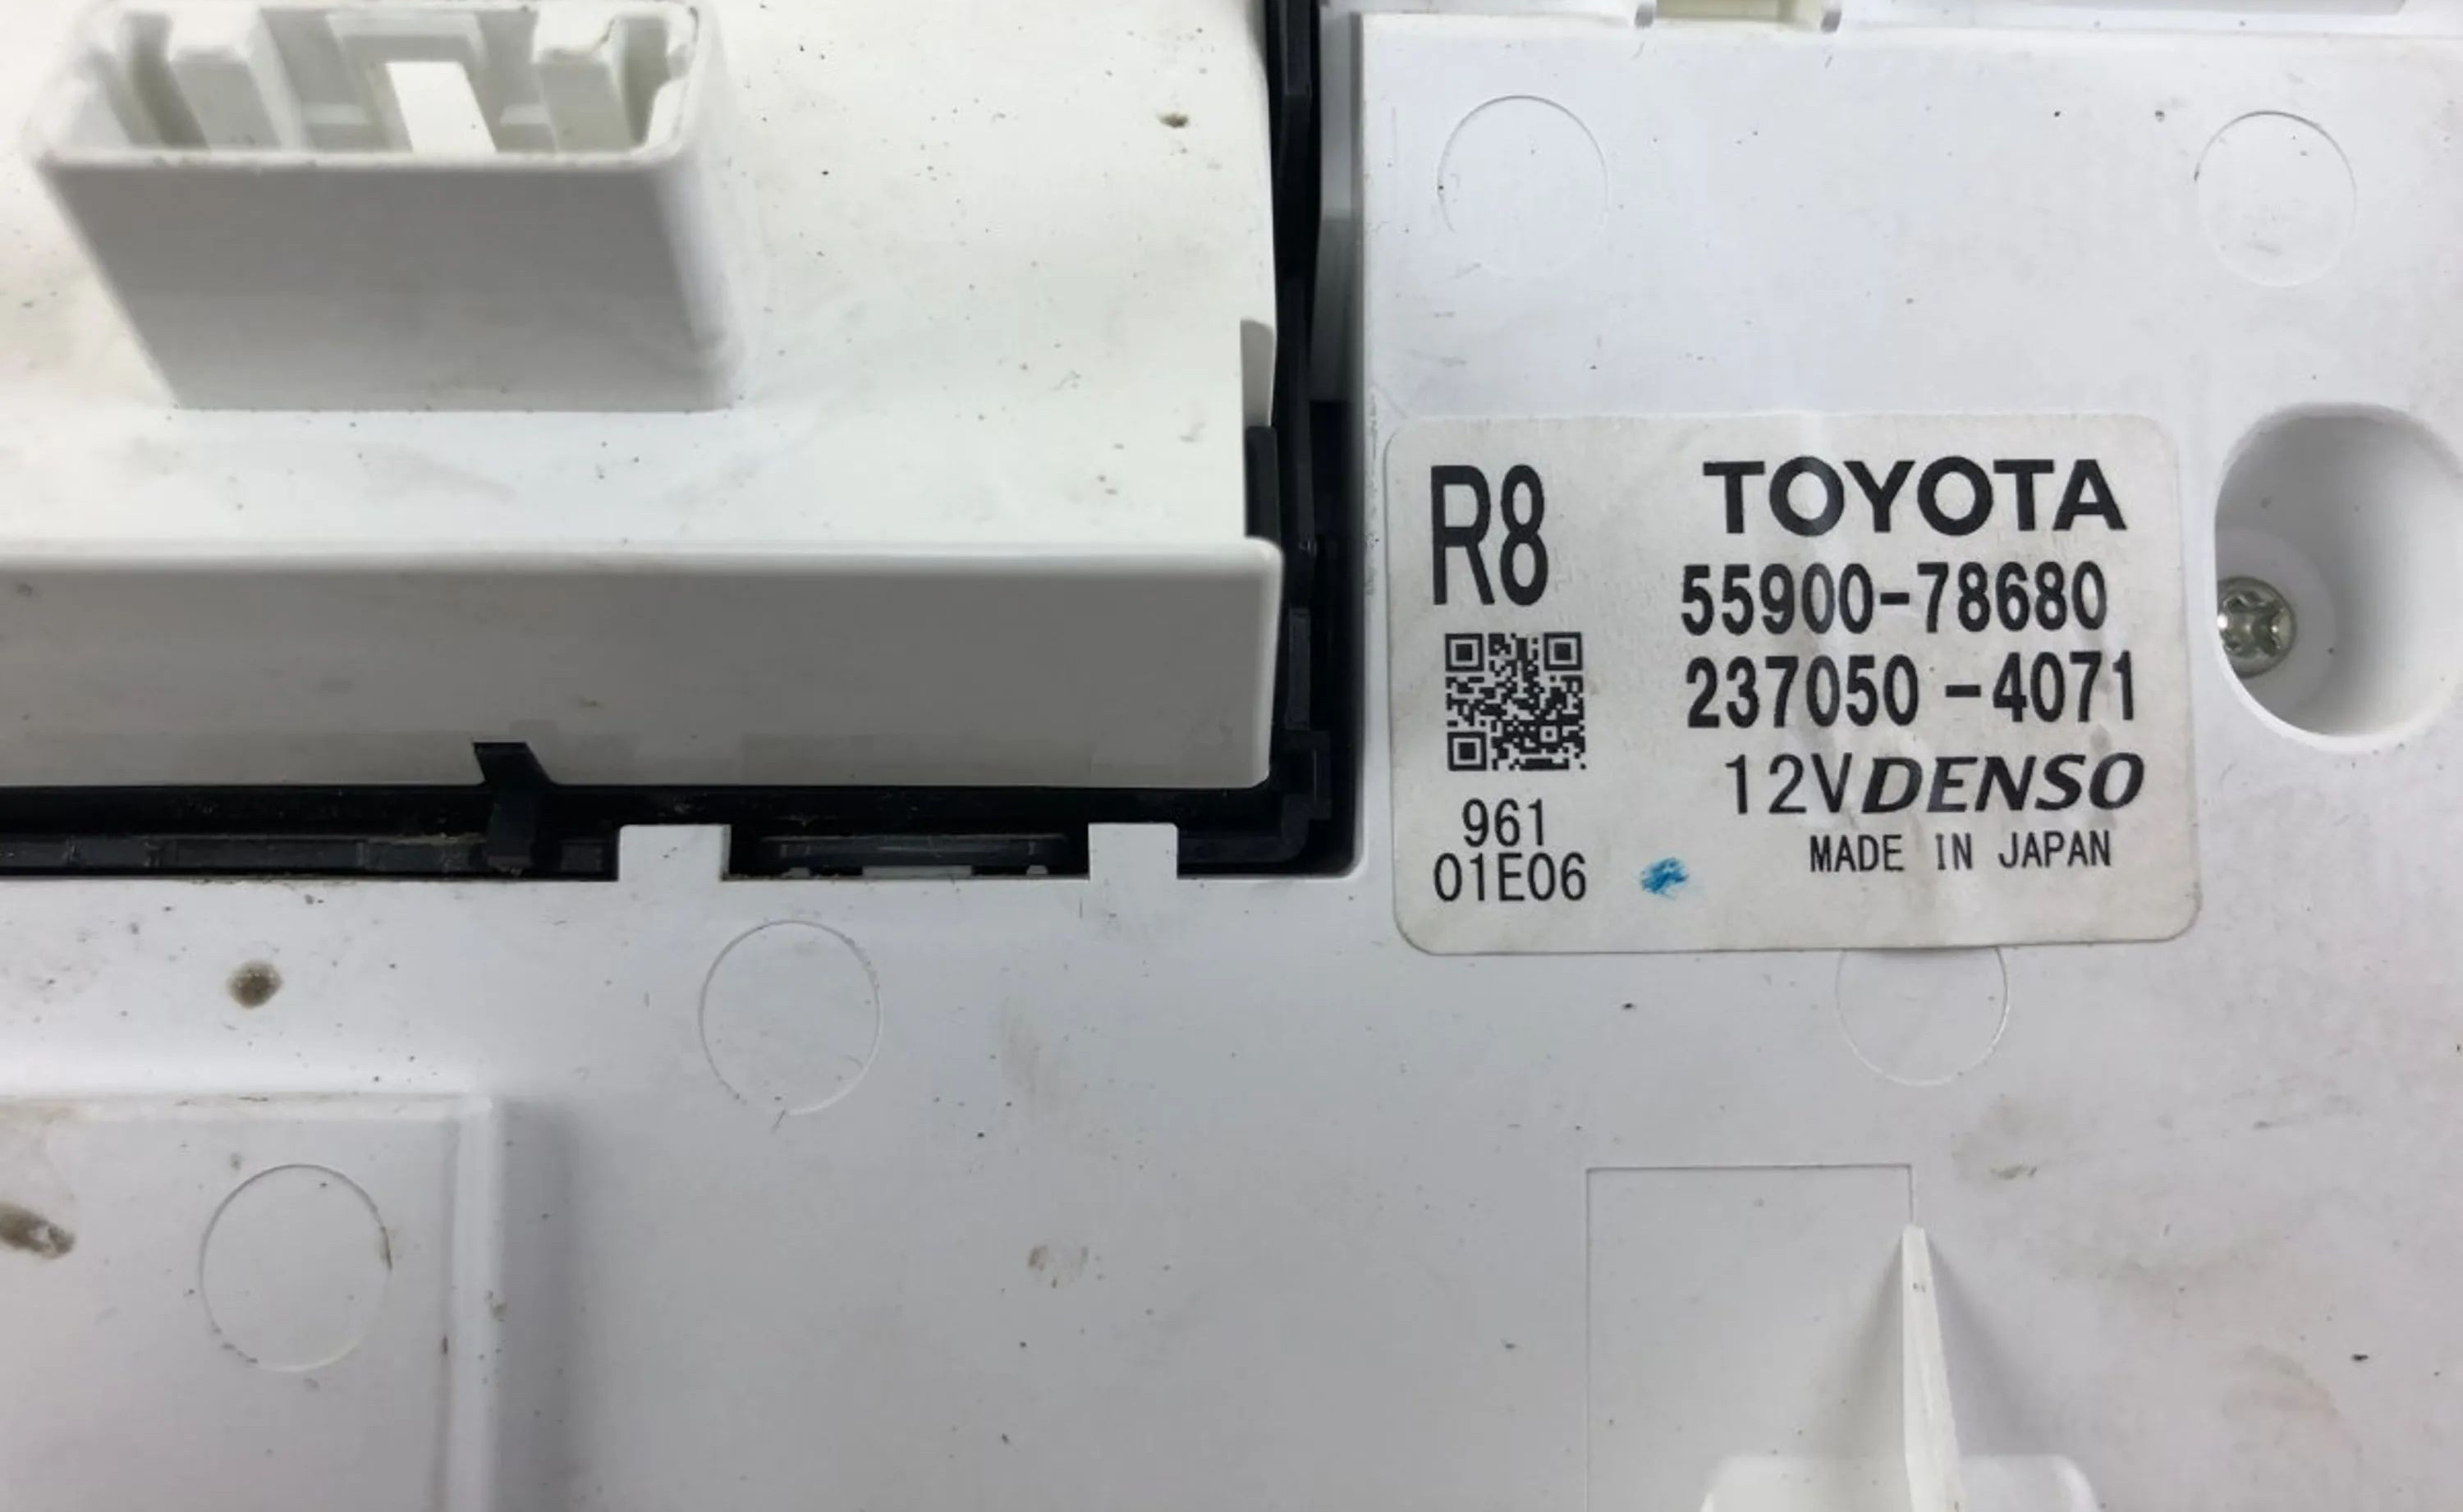 R8
TOYOTA
55900-78680
237050-4071
12V DENSO
MADE IN JAPAN
961
01E06